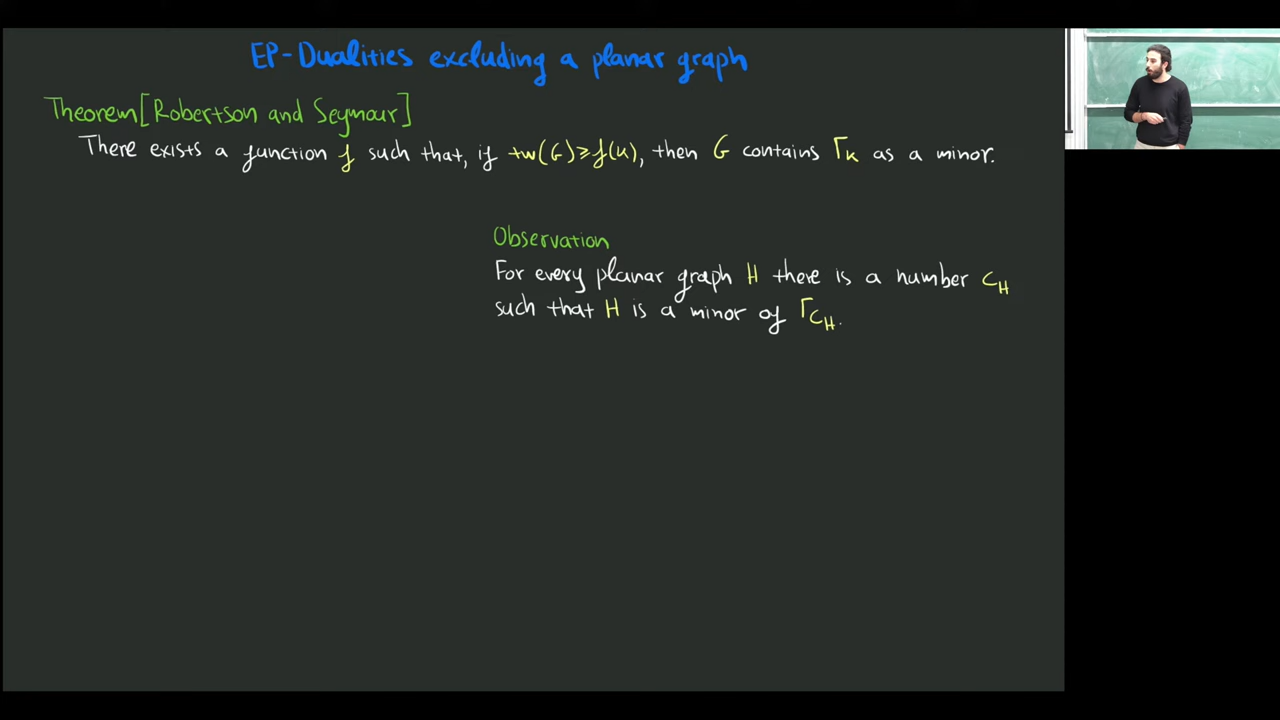 EP-Dualities excluding a planar graph
Theorem[Robertson and Seymour]
There exists a function f such that, if tw(G)≥f(k), then G contains Γk as a minor.
Observation
For every planar graph H there is a number cH
such that H is a minor of ΓcH.